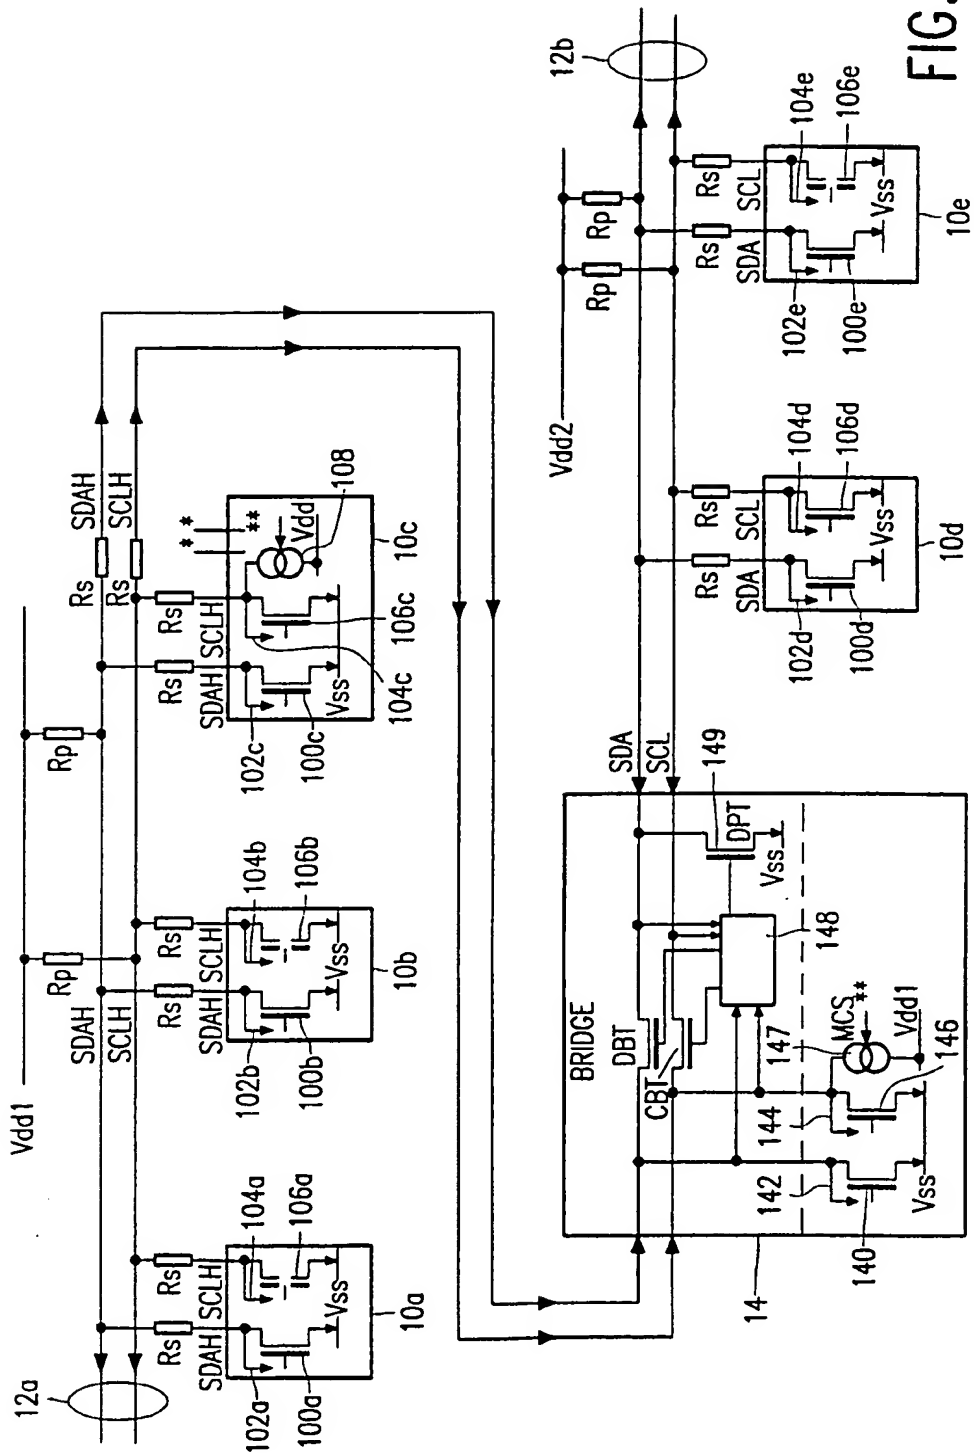 FIG.
12a
Vdd1
SDAH
SCLH
Rp
Rp
SDAH
SCLH
Rs
Rs
Rs
SDAH
Rs
SCLH
102a
104a
100a
106a
Vss
10a
Rs
SDAH
Rs
SCLH
102b
104b
100b
106b
Vss
10b
Rs
SDAH
Rs
SCLH
102c
104c
100c
106c
Vss
Vdd
108
*
*
**
10c
BRIDGE
DBT
CBT
SDA
SCL
149
DPT
Vss
148
142
144
147
MCS
**
Vdd1
146
140
Vss
14
12b
Vdd2
Rp
Rp
Rs
SDA
Rs
SCL
102d
104d
100d
106d
Vss
10d
Rs
SDA
Rs
SCL
102e
104e
100e
106e
Vss
10e